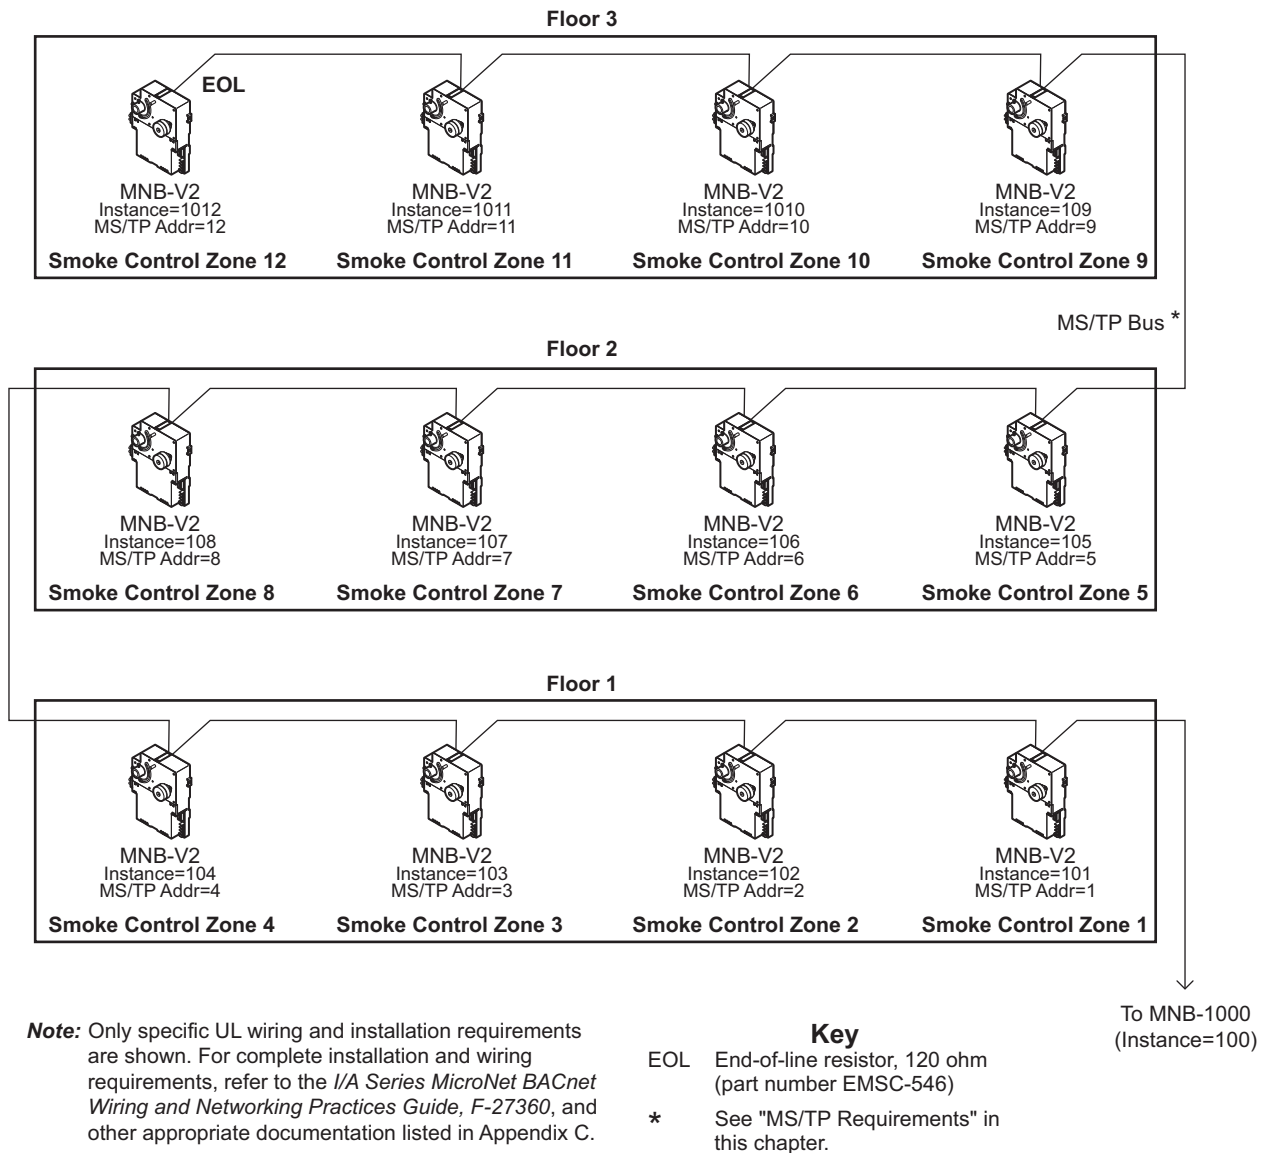 Floor 3
EOL
MNB-V2
Instance=1012
MS/TP Addr=12
Smoke Control Zone 12
MNB-V2
Instance=1011
MS/TP Addr=11
Smoke Control Zone 11
MNB-V2
Instance=1010
MS/TP Addr=10
Smoke Control Zone 10
MNB-V2
Instance=109
MS/TP Addr=9
Smoke Control Zone 9
MS/TP Bus *
Floor 2
MNB-V2
Instance=108
MS/TP Addr=8
Smoke Control Zone 8
MNB-V2
Instance=107
MS/TP Addr=7
Smoke Control Zone 7
MNB-V2
Instance=106
MS/TP Addr=6
Smoke Control Zone 6
MNB-V2
Instance=105
MS/TP Addr=5
Smoke Control Zone 5
Floor 1
MNB-V2
Instance=104
MS/TP Addr=4
Smoke Control Zone 4
MNB-V2
Instance=103
MS/TP Addr=3
Smoke Control Zone 3
MNB-V2
Instance=102
MS/TP Addr=2
Smoke Control Zone 2
MNB-V2
Instance=101
MS/TP Addr=1
Smoke Control Zone 1
To MNB-1000
(Instance=100)
Note: Only specific UL wiring and installation requirements
are shown. For complete installation and wiring
requirements, refer to the I/A Series MicroNet BACnet
Wiring and Networking Practices Guide, F-27360, and
other appropriate documentation listed in Appendix C.
Key
EOL End-of-line resistor, 120 ohm
(part number EMSC-546)
* See "MS/TP Requirements" in
this chapter.